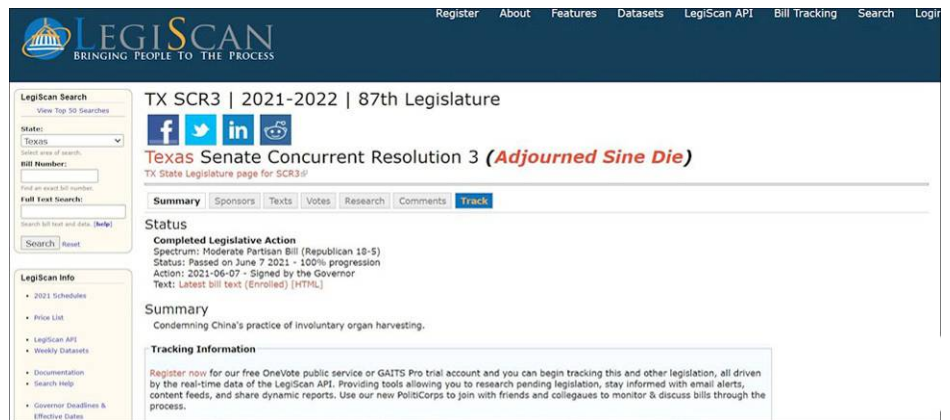 Register About Features Datasets LegiScan API Bill Tracking Search Login
LEGISCAN
BRINGING PEOPLE TO THE PROCESS
LegiScan Search
View Top 50 Searches
State:
Texas
Select area of search.
Bill Number:
Find an exact bill number.
Full Text Search:
Search bill text and data. [help]
Search Reset
LegiScan Info
• 2021 Schedules
• Price List
• LegiScan API
• Weekly Datasets
• Documentation
• Search Help
• Governor Deadlines &
Effective Dates
TX SCR3 | 2021-2022 | 87th Legislature
Texas Senate Concurrent Resolution 3 (Adjourned Sine Die)
TX State Legislature page for SCR3
Summary Sponsors Texts Votes Research Comments Track
Status
Completed Legislative Action
Spectrum: Moderate Partisan Bill (Republican 18-5)
Status: Passed on June 7 2021 - 100% progression
Action: 2021-06-07 - Signed by the Governor
Text: Latest bill text (Enrolled) [HTML]
Summary
Condemning China's practice of involuntary organ harvesting.
Tracking Information
Register now for our free OneVote public service or GAITS Pro trial account and you can begin tracking this and other legislation, all driven
by the real-time data of the LegiScan API. Providing tools allowing you to research pending legislation, stay informed with email alerts,
content feeds, and share dynamic reports. Use our new PolitiCorps to join with friends and collegaues to monitor & discuss bills through the
process.